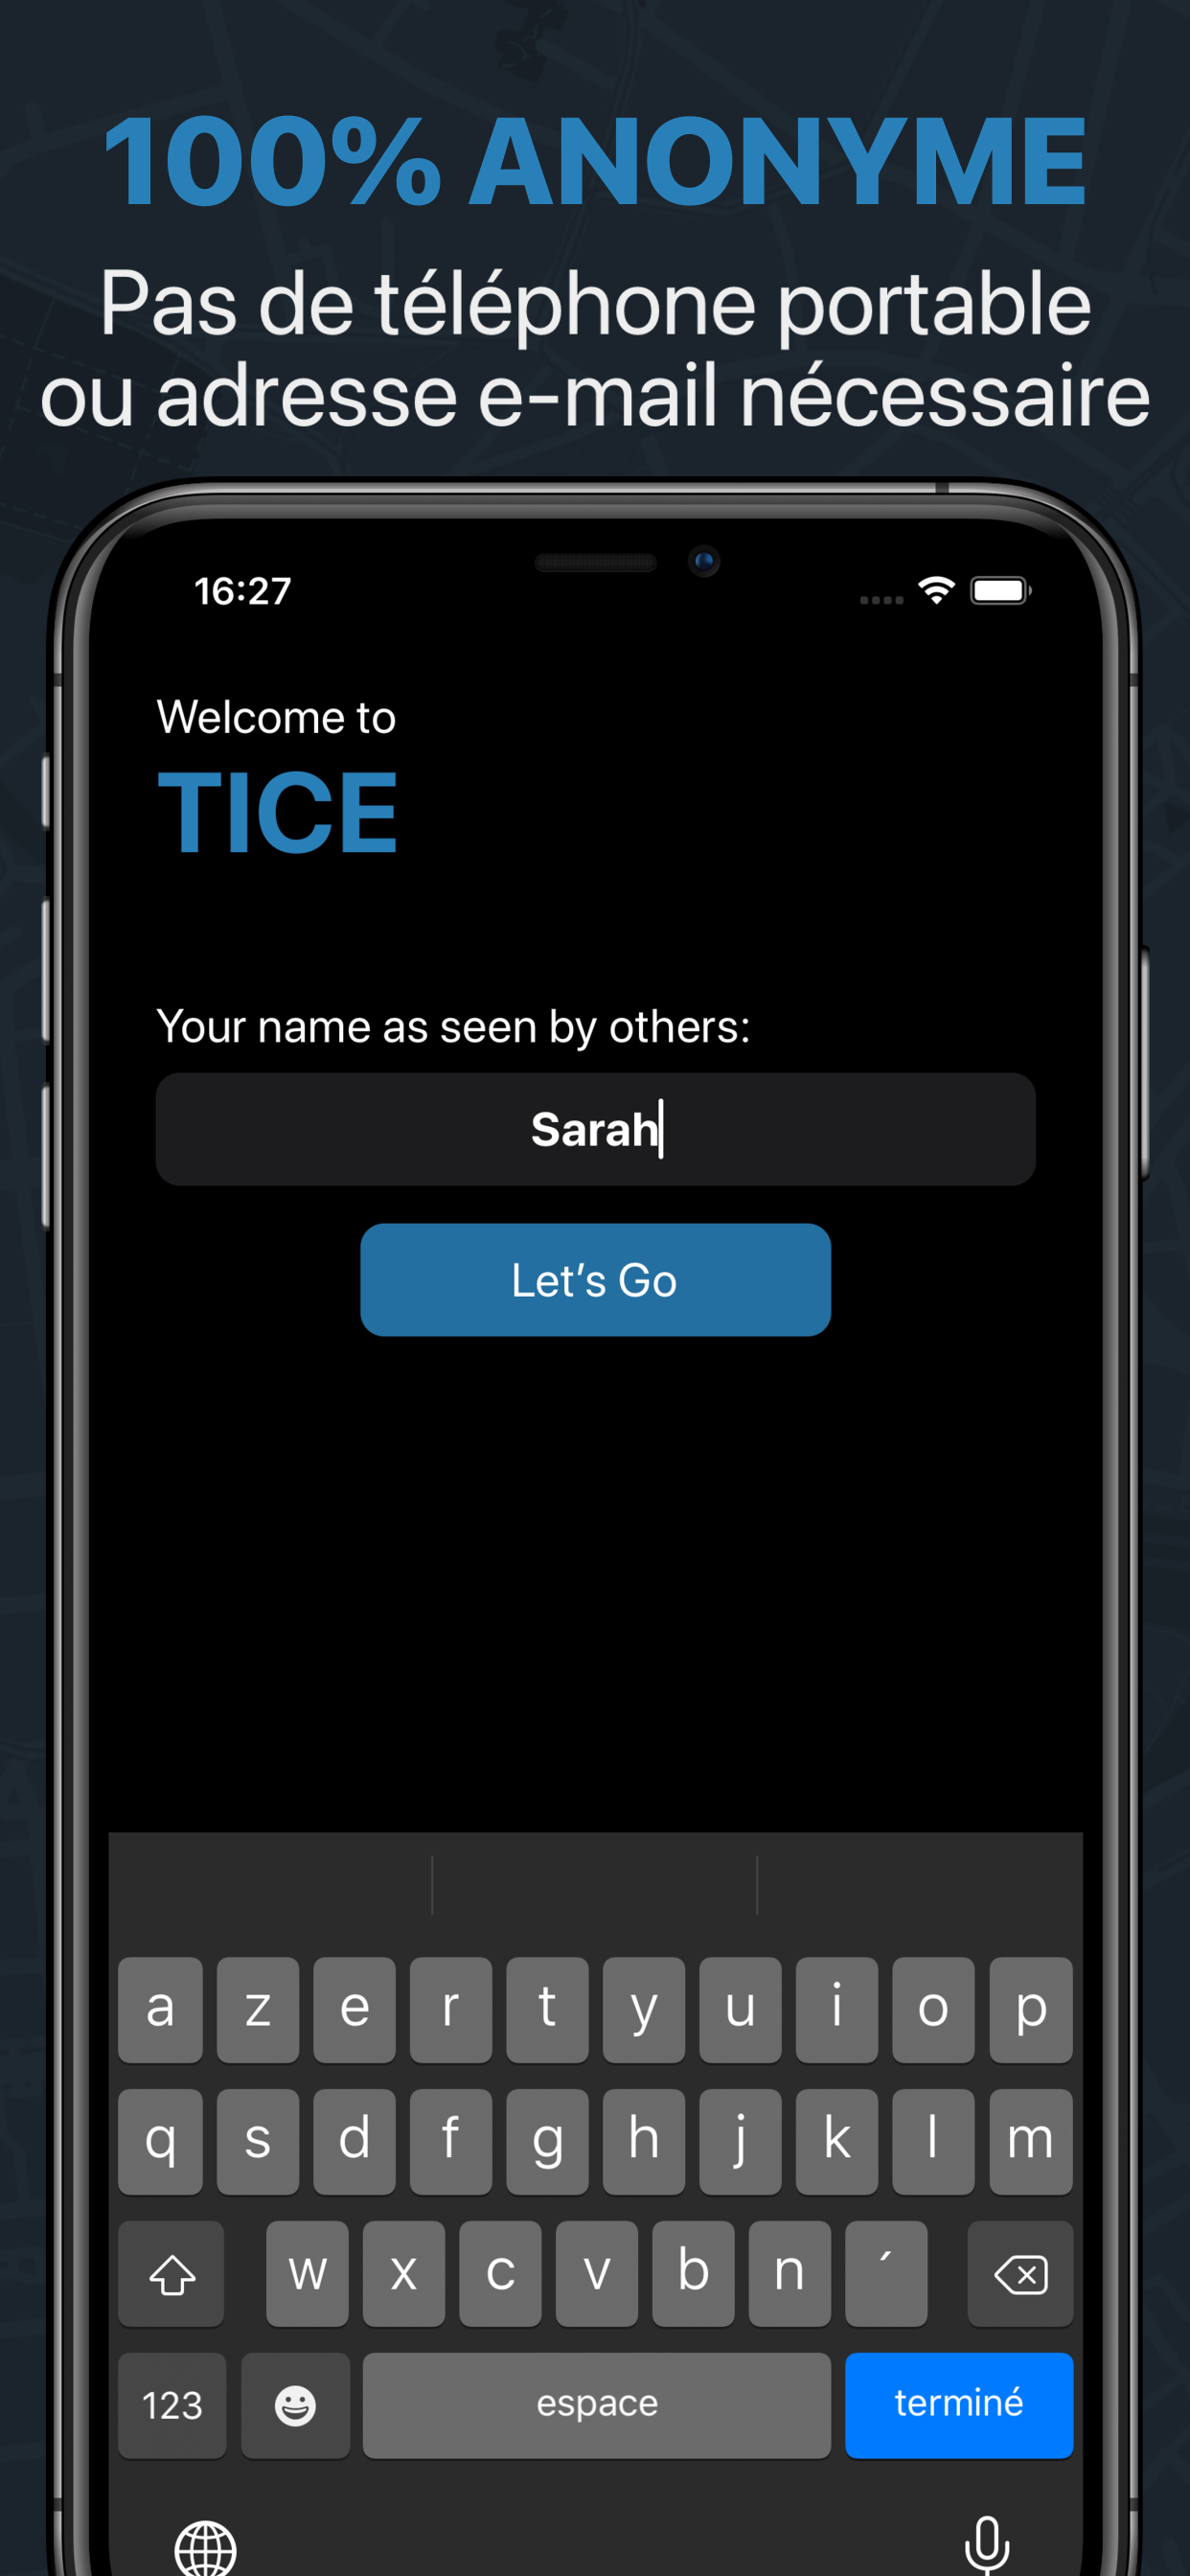 100% ANONYME
Pas de téléphone portable
ou adresse e-mail nécessaire
16:27
Welcome to
TICE
Your name as seen by others:
Sarah
Let’s Go
a z e r t y u i o p
q s d f g h j k l m
w x c v b n ´
123 espace terminé